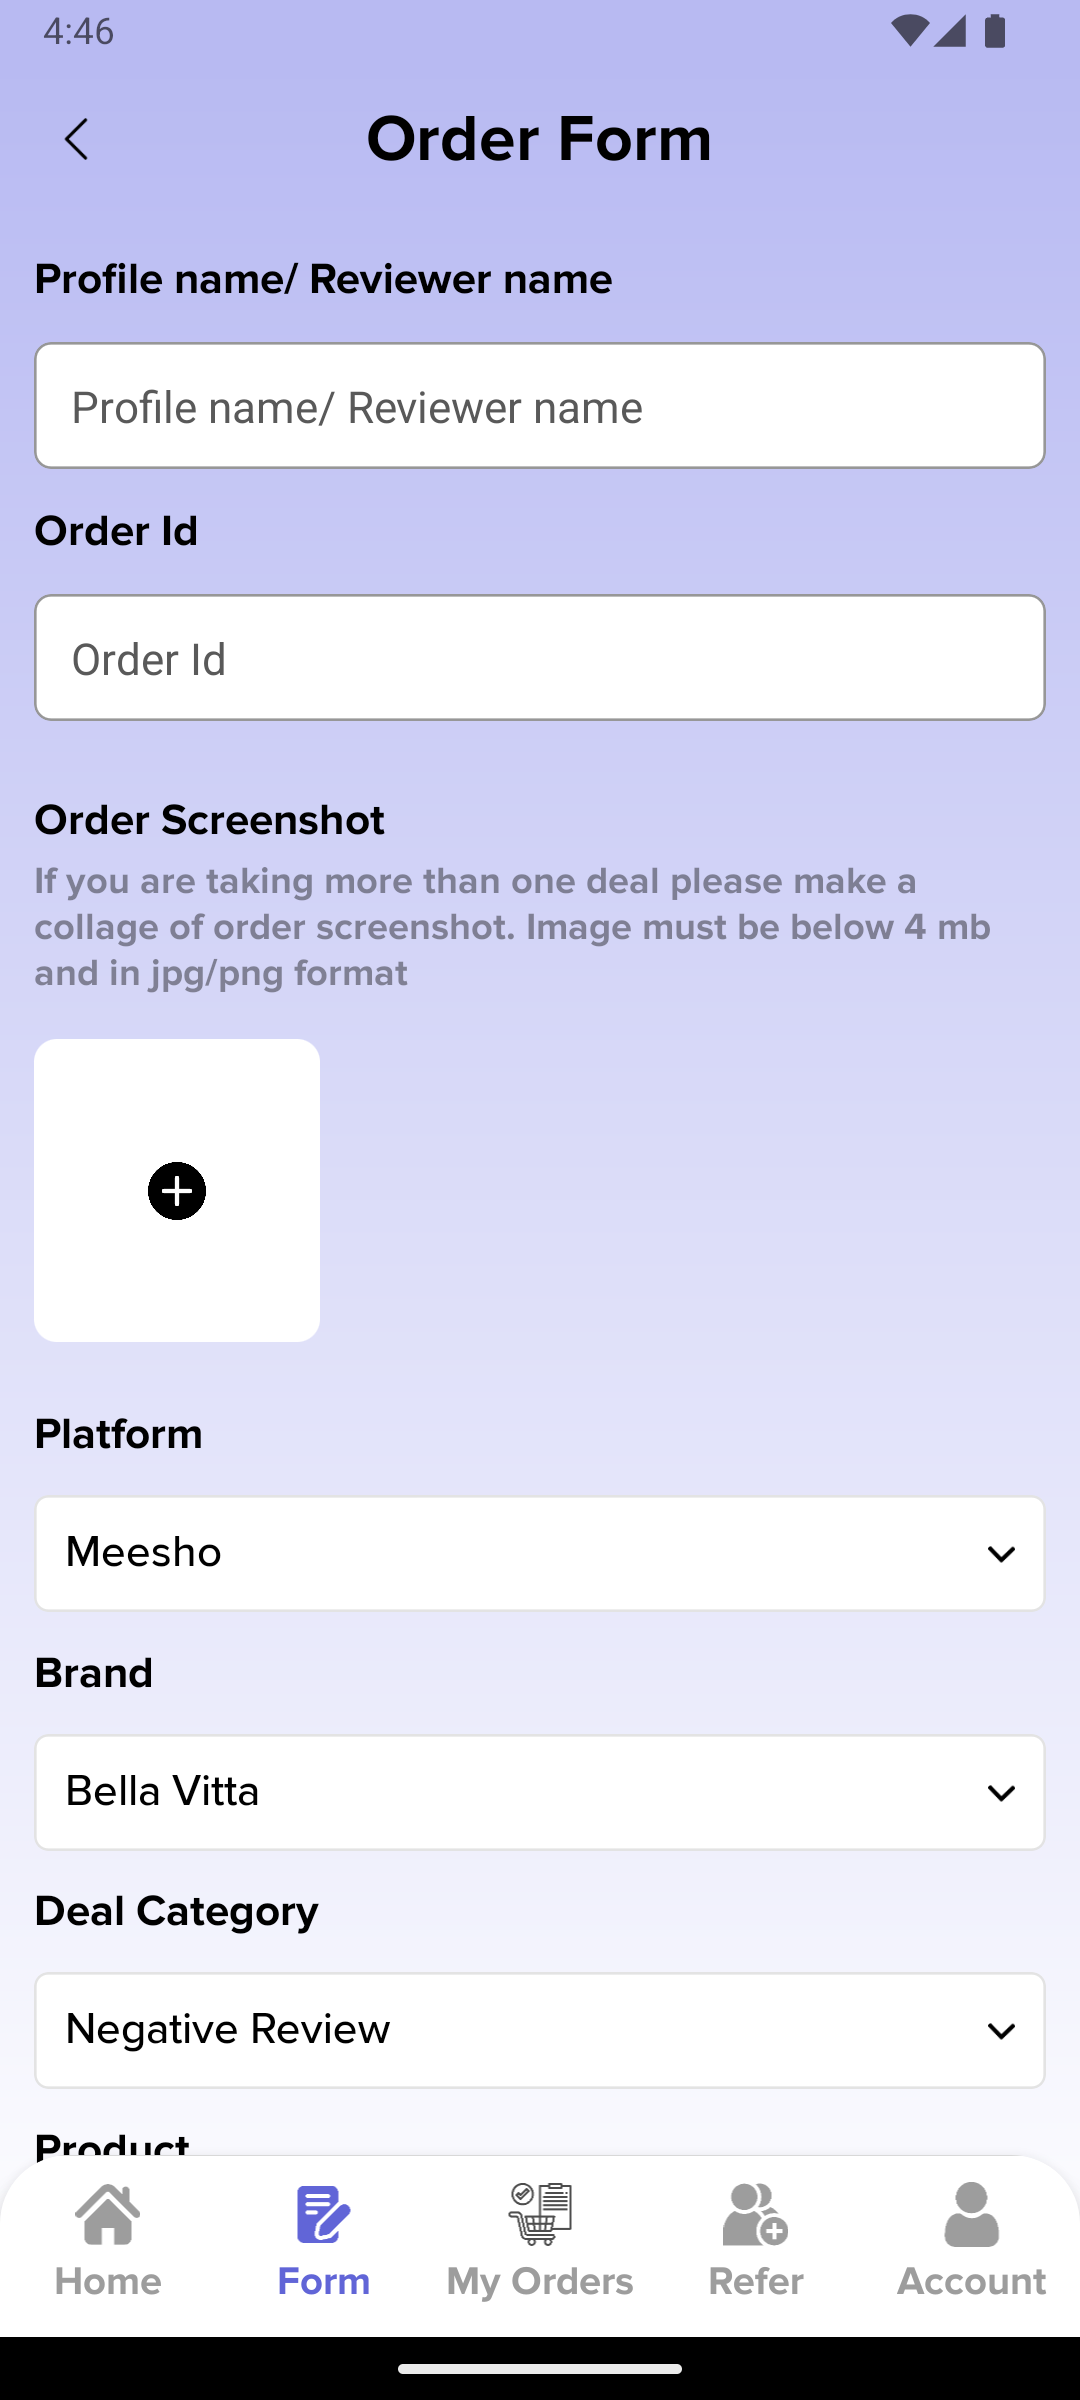 4:46
Order Form
Profile name/ Reviewer name
Profile name/ Reviewer name
Order Id
Order Id
Order Screenshot
If you are taking more than one deal please make a
collage of order screenshot. Image must be below 4 mb
and in jpg/png format
Platform
Meesho
Brand
Bella Vitta
Deal Category
Negative Review
Product
Home
Form
My Orders
Refer
Account